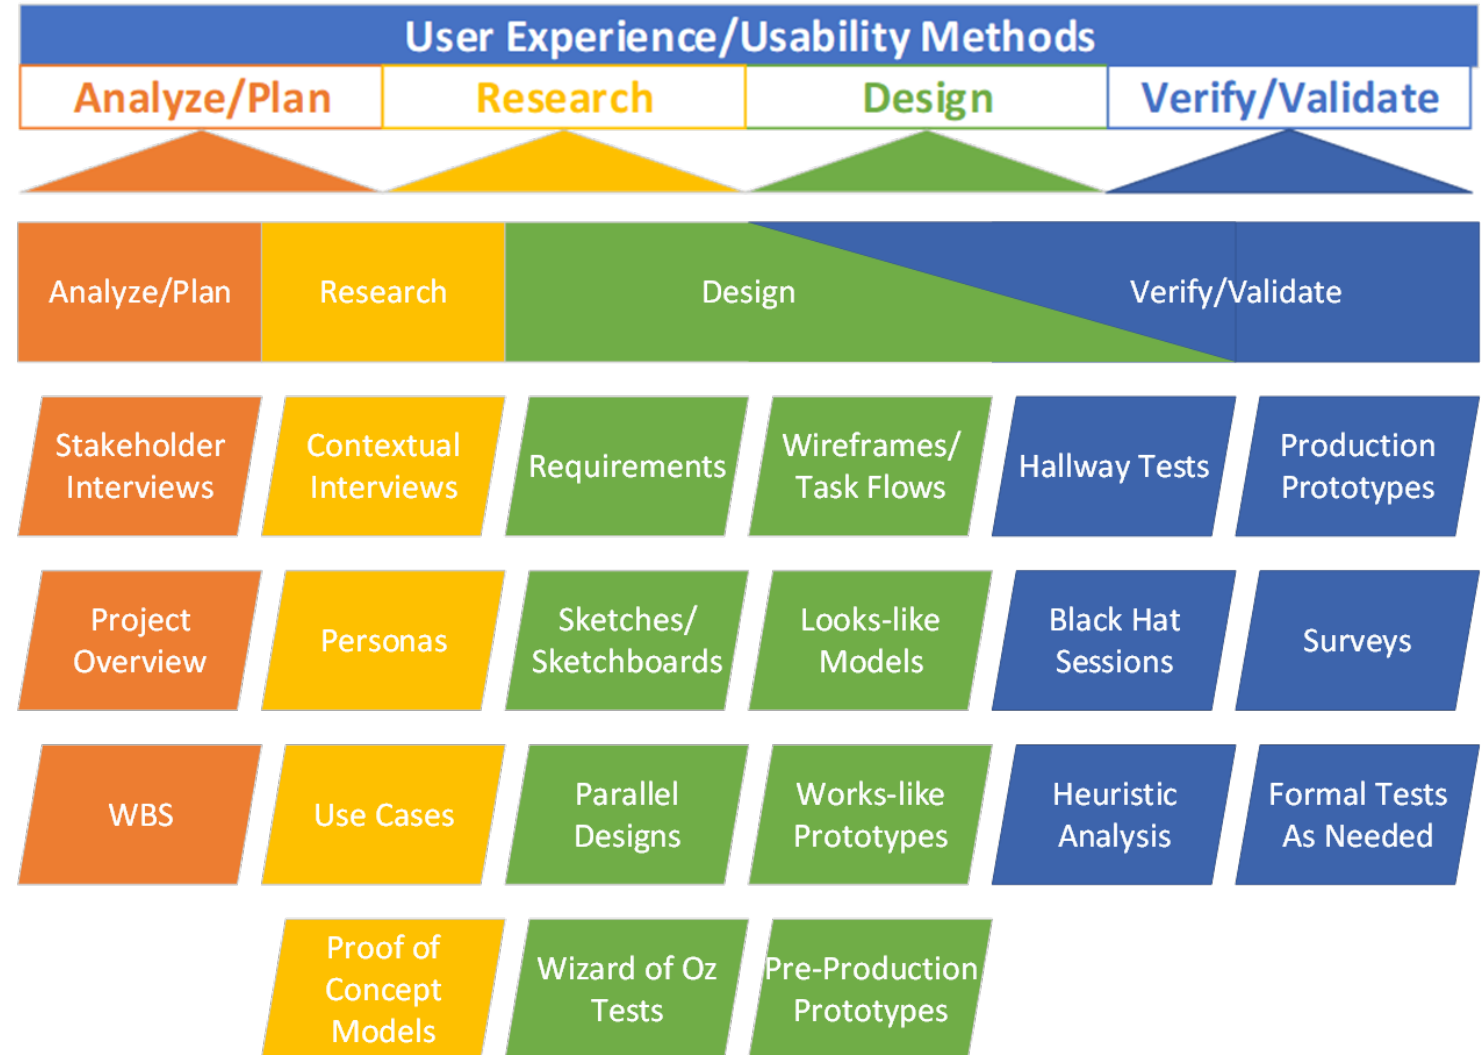 User Experience/Usability Methods
Analyze/Plan
Research
Design
Verify/Validate
Analyze/Plan
Research
Design
Verify/Validate
Stakeholder
Interviews
Contextual
Interviews
Requirements
Wireframes/
Task Flows
Hallway Tests
Production
Prototypes
Project
Overview
Personas
Sketches/
Sketchboards
Looks-like
Models
Black Hat
Sessions
Surveys
WBS
Use Cases
Parallel
Designs
Works-like
Prototypes
Heuristic
Analysis
Formal Tests
As Needed
Proof of
Concept
Models
Wizard of Oz
Tests
Pre-Production
Prototypes